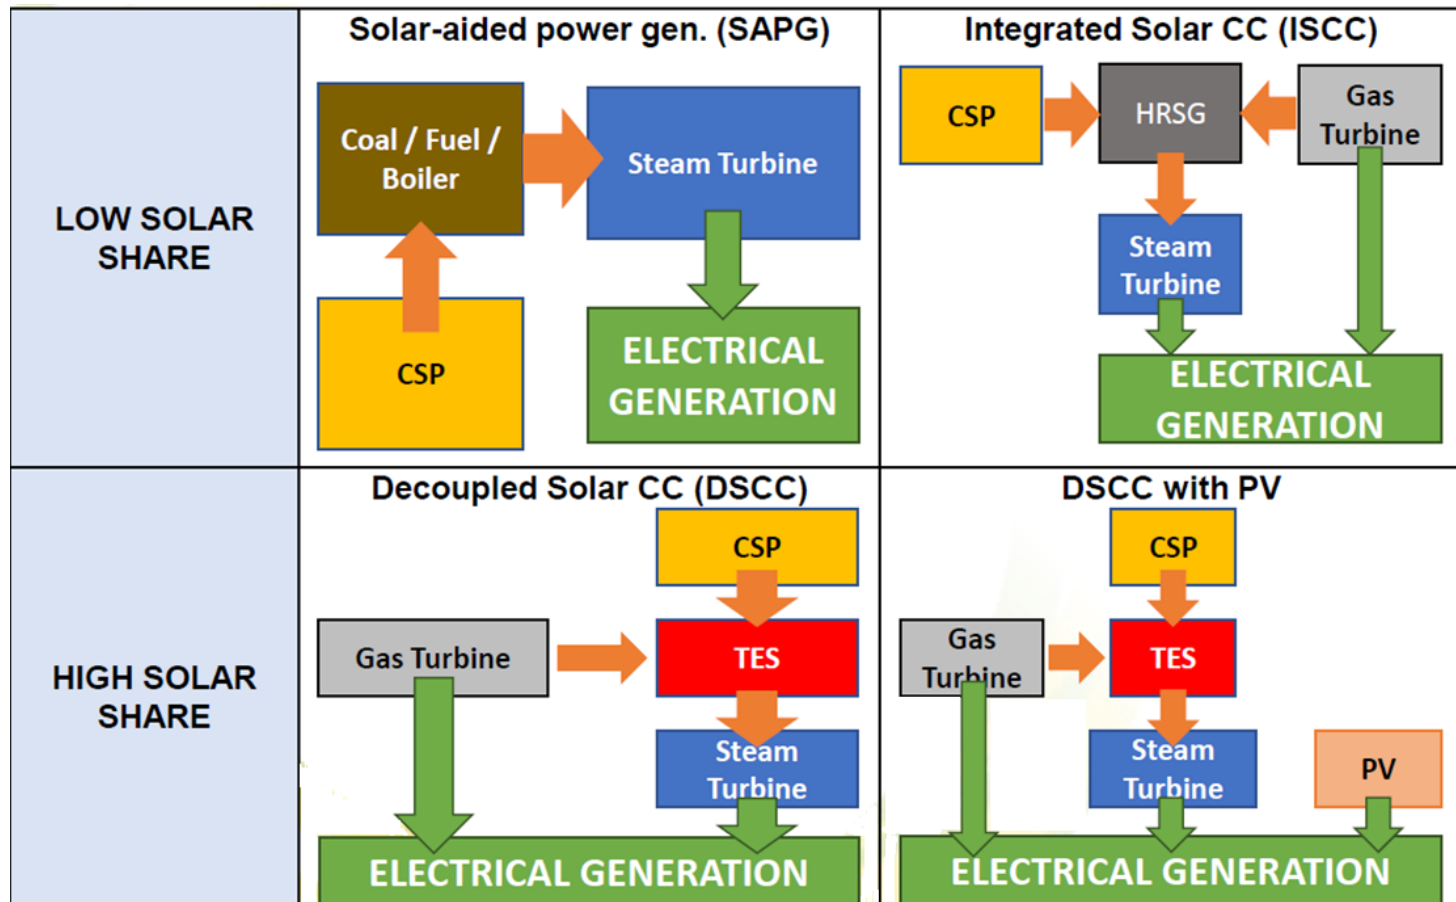 Solar-aided power gen. (SAPG)
Integrated Solar CC (ISCC)
LOW SOLAR
SHARE
Coal / Fuel /
Boiler
Steam Turbine
CSP
ELECTRICAL
GENERATION
CSP
HRSG
Gas
Turbine
Steam
Turbine
ELECTRICAL
GENERATION
Decoupled Solar CC (DSCC)
DSCC with PV
HIGH SOLAR
SHARE
CSP
Gas Turbine
TES
Steam
Turbine
ELECTRICAL GENERATION
CSP
Gas
Turbine
TES
Steam
Turbine
PV
ELECTRICAL GENERATION